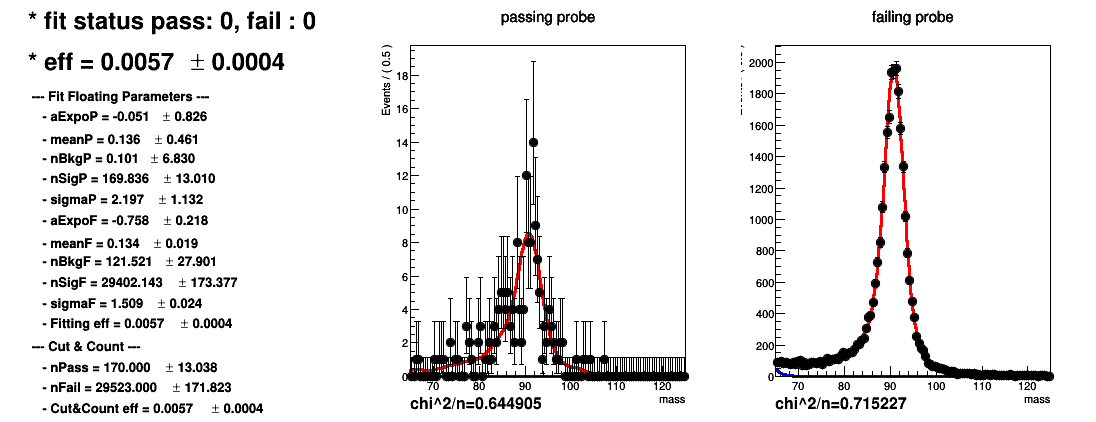 * fit status pass: 0, fail : 0
* eff = 0.0057 ± 0.0004
--- Fit Floating Parameters ---
- aExpoP = -0.051 ± 0.826
- meanP = 0.136 ± 0.461
- nBkgP = 0.101 ± 6.830
- nSigP = 169.836 ± 13.010
- sigmaP = 2.197 ± 1.132
- aExpoF = -0.758 ± 0.218
- meanF = 0.134 ± 0.019
- nBkgF = 121.521 ± 27.901
- nSigF = 29402.143 ± 173.377
- sigmaF = 1.509 ± 0.024
- Fitting eff = 0.0057 ± 0.0004
--- Cut & Count ---
- nPass = 170.000 ± 13.038
- nFail = 29523.000 ± 171.823
- Cut&Count eff = 0.0057 ± 0.0004
passing probe
Events / ( 0.5 )
18
16
14
12
10
8
6
4
2
0
70 80 90 100 110 120
mass
chi^2/n=0.644905
failing probe
2000
1800
1600
1400
1200
1000
800
600
400
200
0
70 80 90 100 110 120
mass
chi^2/n=0.715227